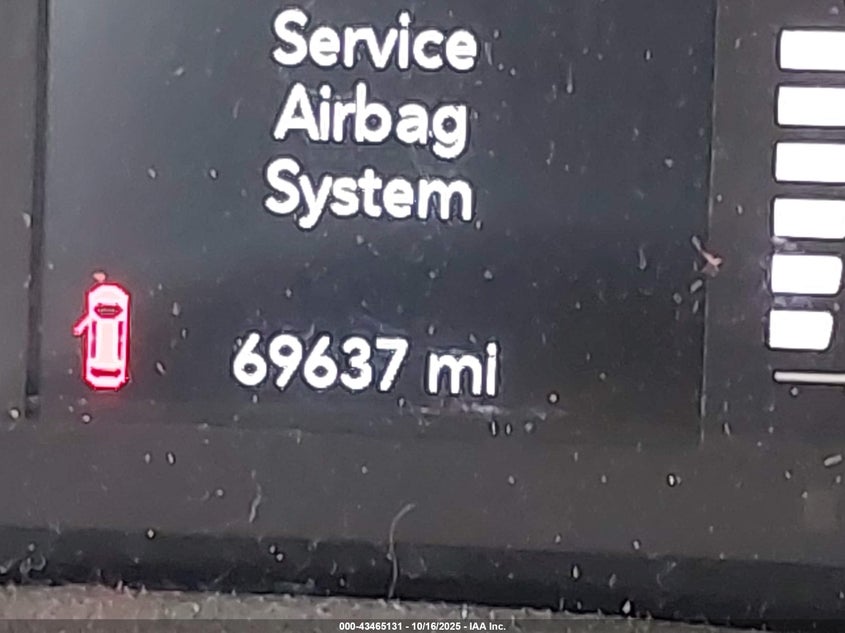 Service
Airbag
System
69637 mi
000-43465131 - 10/16/2025 - IAA Inc.